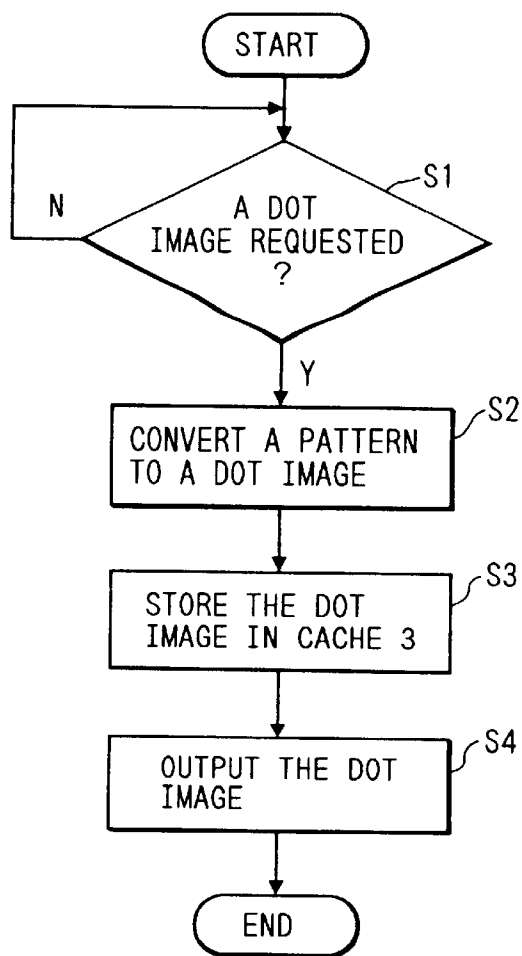 START
S1
A DOT
IMAGE REQUESTED
?
N
Y
S2
CONVERT A PATTERN
TO A DOT IMAGE
S3
STORE THE DOT
IMAGE IN CACHE 3
S4
OUTPUT THE DOT
IMAGE
END